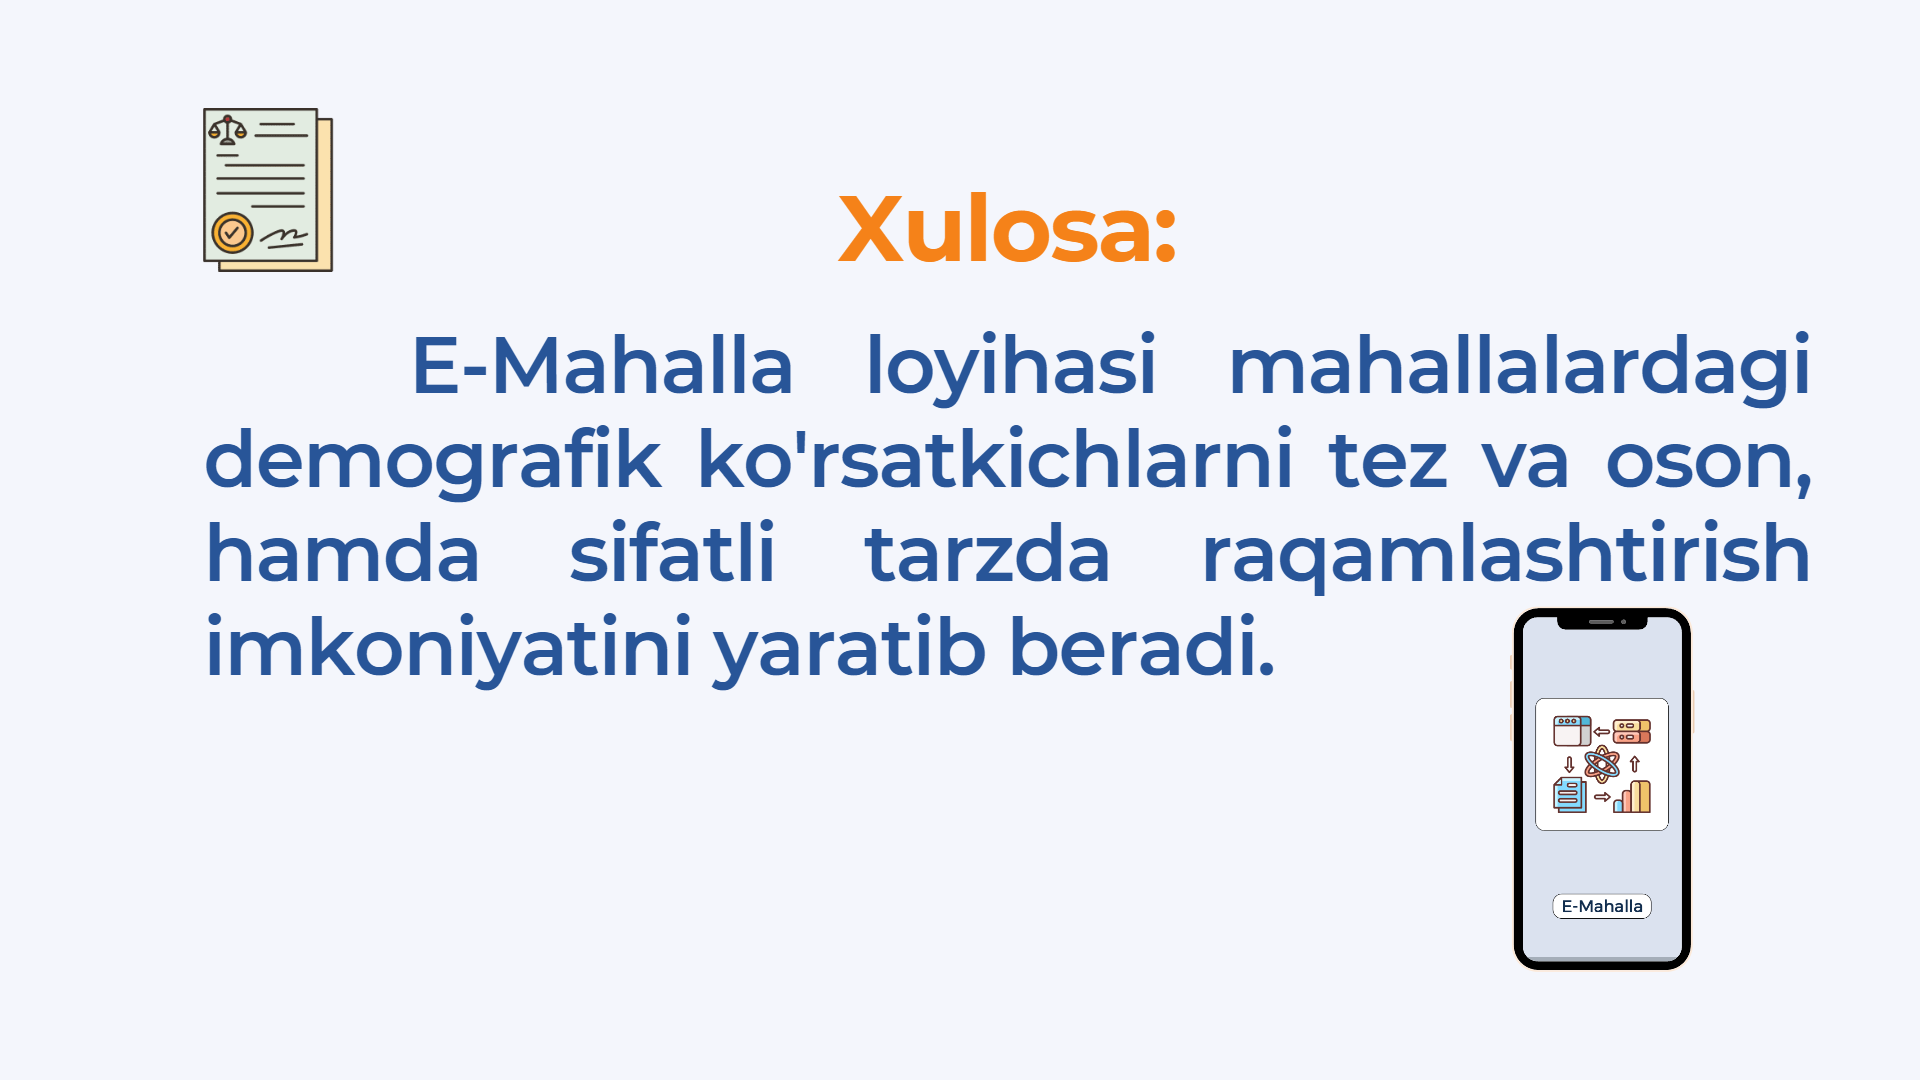 Xulosa:
E-Mahalla loyihasi mahallalardagi
demografik ko'rsatkichlarni tez va oson,
hamda sifatli tarzda raqamlashtirish
imkoniyatini yaratib beradi.
E-Mahalla